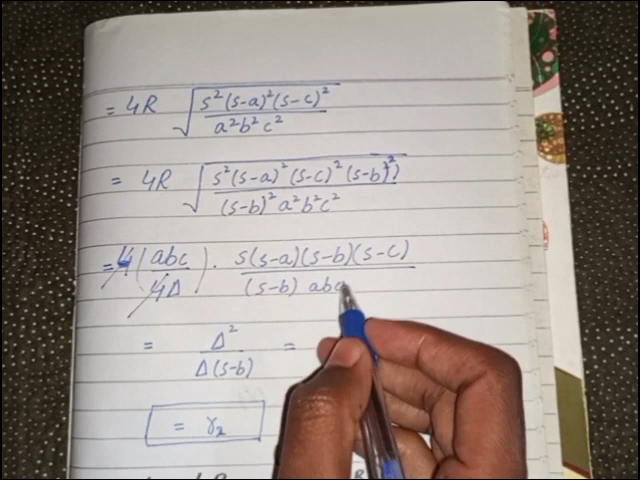 = 4R √(s²(s-a)²(s-c)² / a²b²c²)
= 4R √(s²(s-a)²(s-c)²(s-b)²) / (s-b)²a²b²c²)
= 4(abc / 4Δ) · s(s-a)(s-b)(s-c) / (s-b) abc
= Δ² / Δ(s-b) =
= r₂